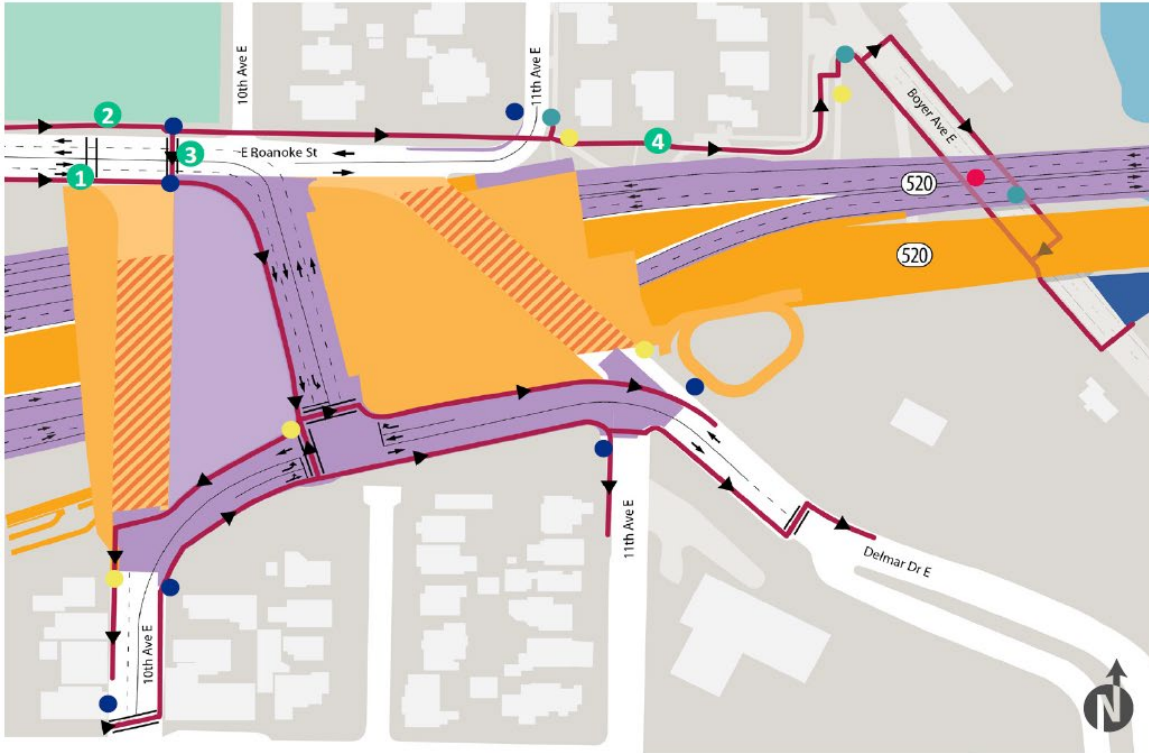 10th Ave E
11th Ave E
2
Boyer Ave E
4
3
E Roanoke St
1
520
520
11th Ave E
Delmar Dr E
10th Ave E
N